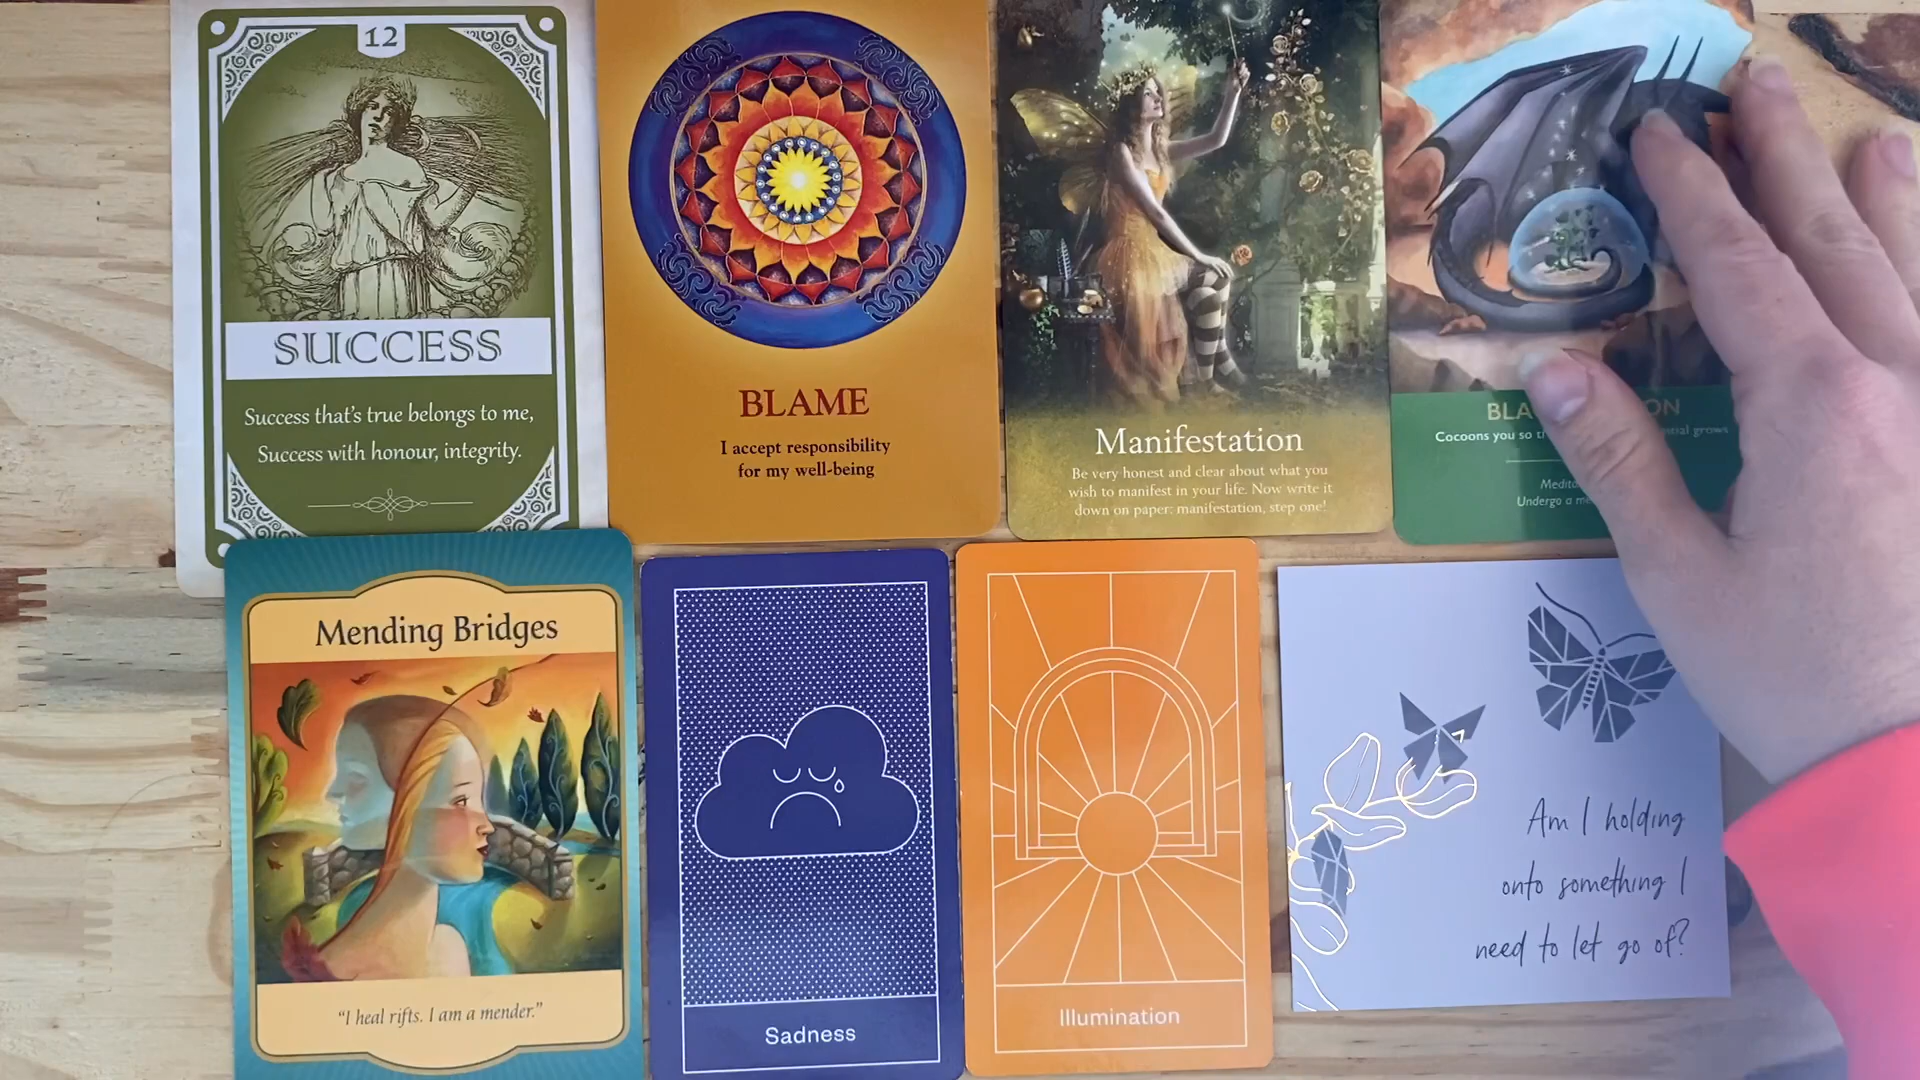 12
SUCCESS
Success that's true belongs to me,
Success with honour, integrity.
BLAME
I accept responsibility
for my well-being
Manifestation
Be very honest and clear about what you
wish to manifest in your life. Now write it
down on paper: manifestation, step one!
Cocoons you so grows
Undergo a
Mending Bridges
"I heal rifts. I am a mender."
Sadness
Illumination
Am I holding
onto something I
need to let go of?